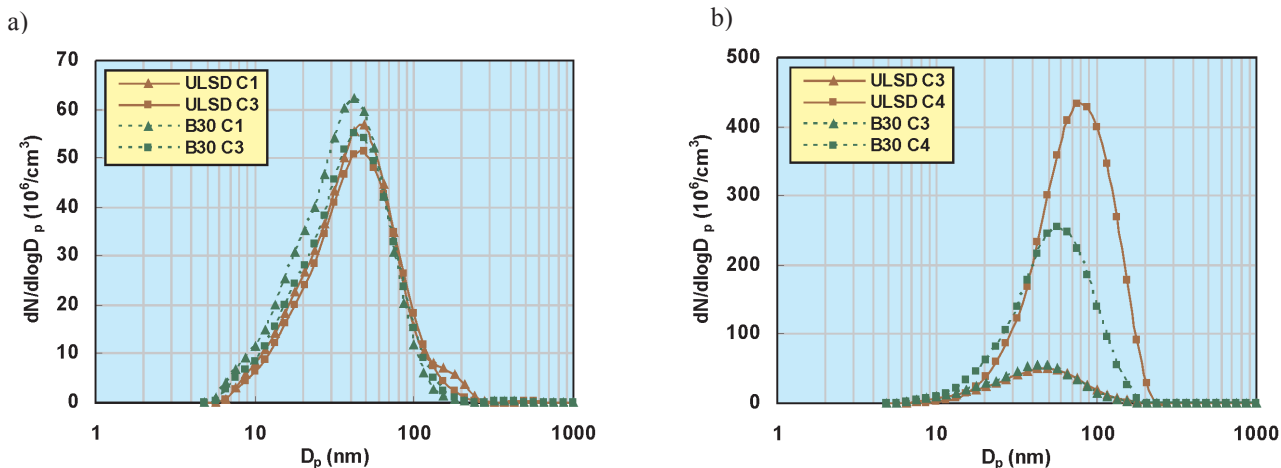 a)
70
60
50
40
30
20
10
0
dN/dlogD p (10⁶/cm³)
ULSD C1
ULSD C3
B30 C1
B30 C3
1 10 100 1000
Dp (nm)
b)
500
400
300
200
100
0
dN/dlogD p (10⁶/cm³)
ULSD C3
ULSD C4
B30 C3
B30 C4
1 10 100 1000
Dp (nm)